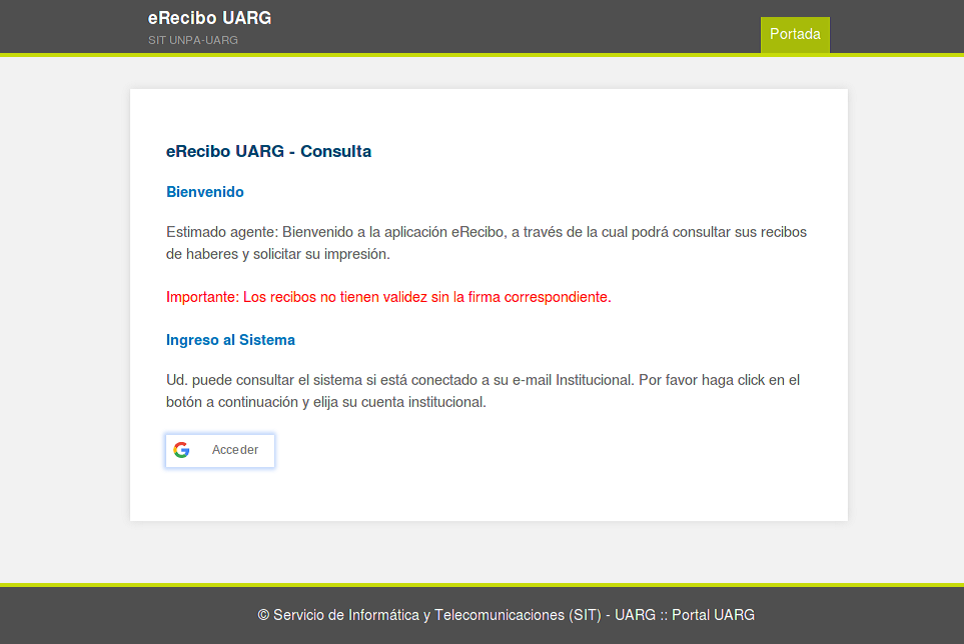 eRecibo UARG
SIT UNPA-UARG
Portada
eRecibo UARG - Consulta
Bienvenido
Estimado agente: Bienvenido a la aplicación eRecibo, a través de la cual podrá consultar sus recibos
de haberes y solicitar su impresión.
Importante: Los recibos no tienen validez sin la firma correspondiente.
Ingreso al Sistema
Ud. puede consultar el sistema si está conectado a su e-mail Institucional. Por favor haga click en el
botón a continuación y elija su cuenta institucional.
Acceder
© Servicio de Informática y Telecomunicaciones (SIT) - UARG :: Portal UARG